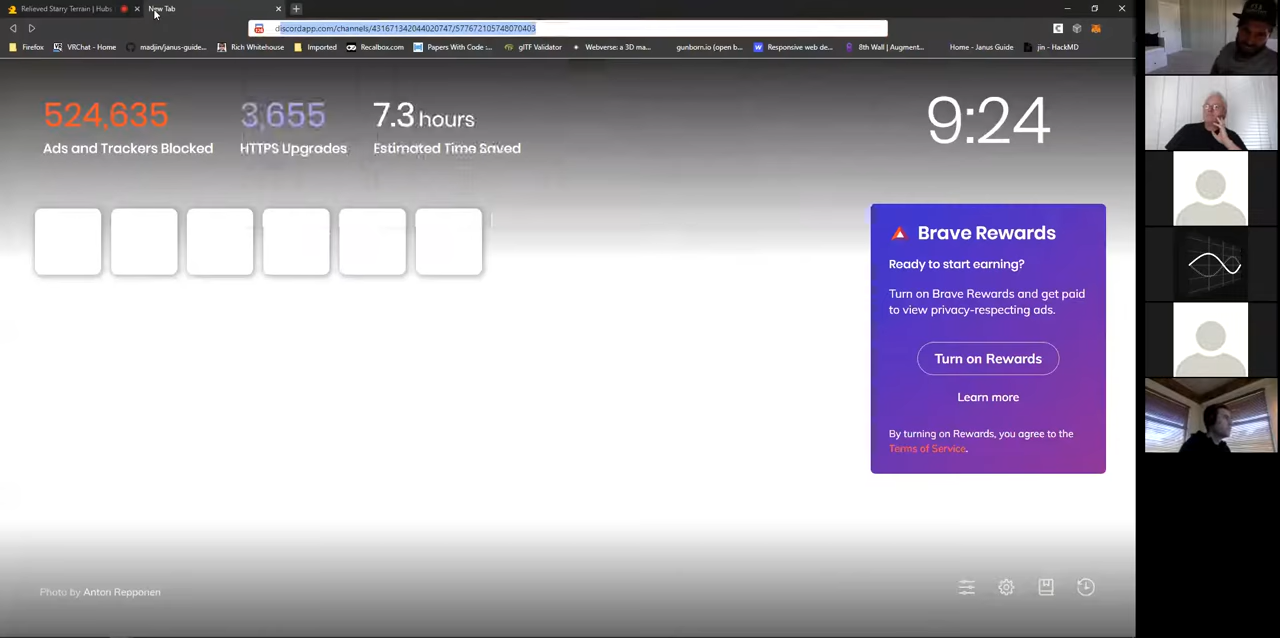 Relieved Starry Terrain | Hubs
New Tab
discordapp.com/channels/431671342044020747/577672105748070403
Firefox
VRChat - Home
madjin/janus-guide...
Rich Whitehouse
Imported
Recalbox.com
Papers With Code :...
glTF Validator
Webverse: a 3D ma...
gunborn.io (open b...
Responsive web de...
8th Wall | Augment...
Home - Janus Guide
jin - HackMD
524,635
Ads and Trackers Blocked
3,655
HTTPS Upgrades
7.3 hours
Estimated Time Saved
9:24
Brave Rewards
Ready to start earning?
Turn on Brave Rewards and get paid
to view privacy-respecting ads.
Turn on Rewards
Learn more
By turning on Rewards, you agree to the
Terms of Service.
Photo by Anton Repponen